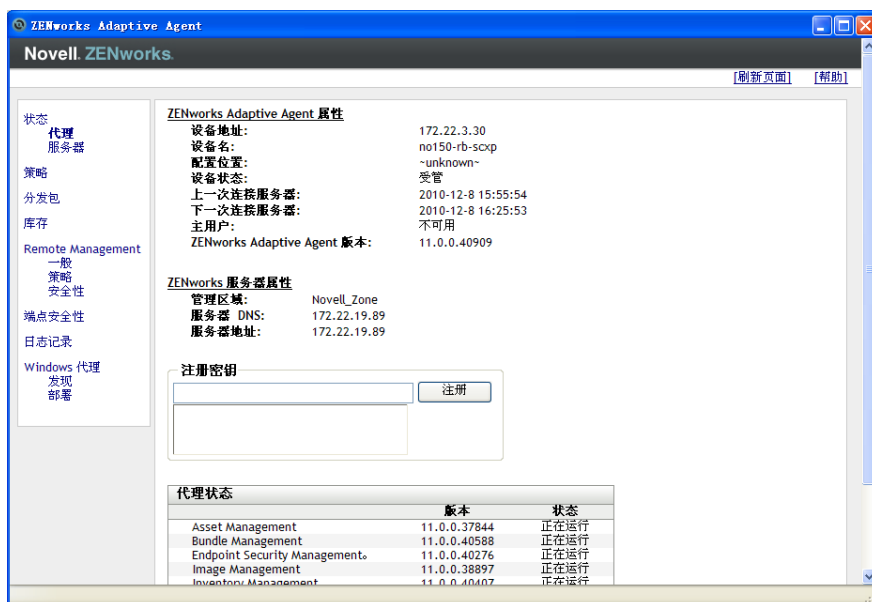 ZENworks Adaptive Agent
Novell. ZENworks.
[刷新页面] [帮助]
状态
代理
服务器
策略
分发包
库存
Remote Management
一般
策略
安全性
端点安全性
日志记录
Windows 代理
发现
部署
ZENworks Adaptive Agent 属性
设备地址: 172.22.3.30
设备名: no150-rb-scxp
配置位置: ~unknown~
设备状态: 受管
上一次连接服务器: 2010-12-8 15:55:54
下一次连接服务器: 2010-12-8 16:25:53
主用户: 不可用
ZENworks Adaptive Agent 版本: 11.0.0.40909
ZENworks 服务器属性
管理区域: Novell_Zone
服务器 DNS: 172.22.19.89
服务器地址: 172.22.19.89
注册密钥
注册
代理状态
版本 状态
Asset Management 11.0.0.37844 正在运行
Bundle Management 11.0.0.40588 正在运行
Endpoint Security Management。 11.0.0.40276 正在运行
Image Management 11.0.0.38897 正在运行
Inventory Management 11.0.0.40407 正在运行